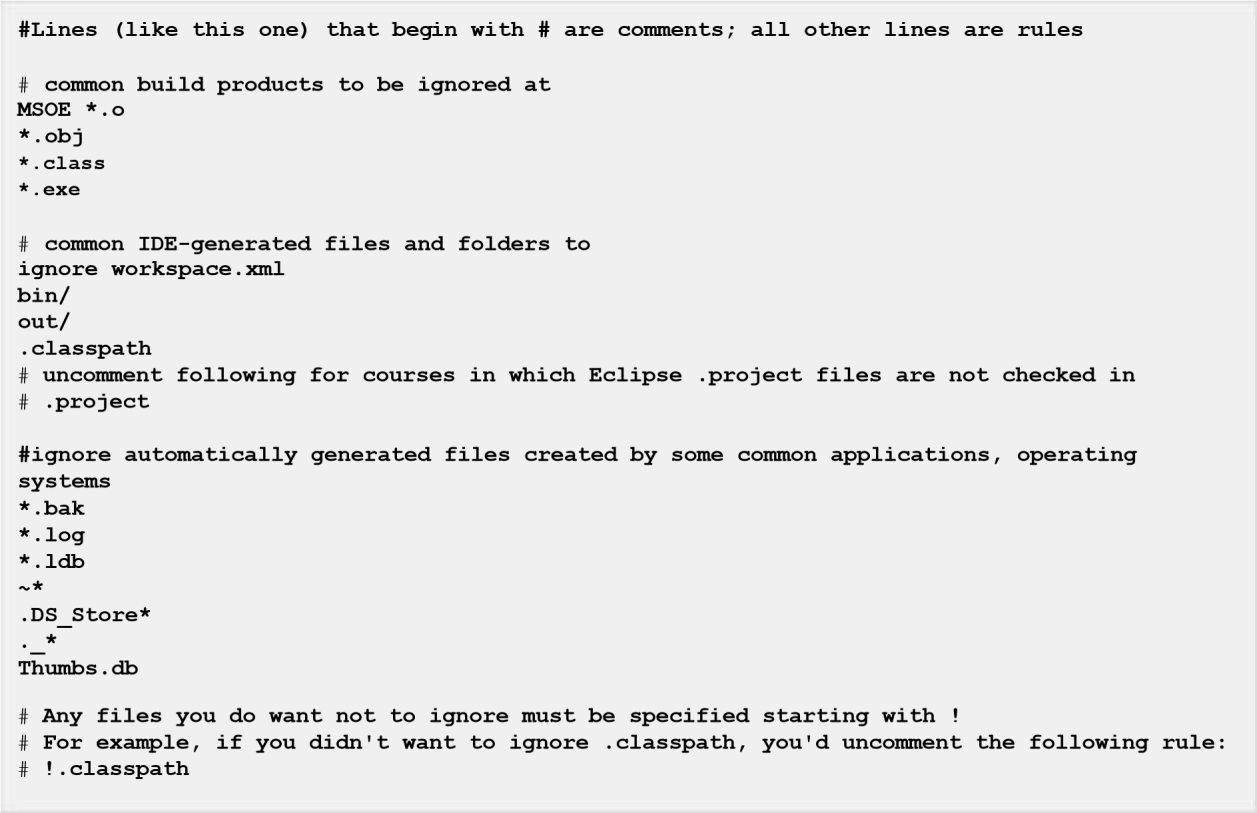 #Lines (like this one) that begin with # are comments; all other lines are rules
# common build products to be ignored at
MSOE *.o
*.obj
*.class
*.exe
# common IDE-generated files and folders to
ignore workspace.xml
bin/
out/
.classpath
# uncomment following for courses in which Eclipse .project files are not checked in
# .project
#ignore automatically generated files created by some common applications, operating
systems
*.bak
*.log
*.ldb
~*
.DS_Store*
._*
Thumbs.db
# Any files you do want not to ignore must be specified starting with !
# For example, if you didn't want to ignore .classpath, you'd uncomment the following rule:
# !.classpath